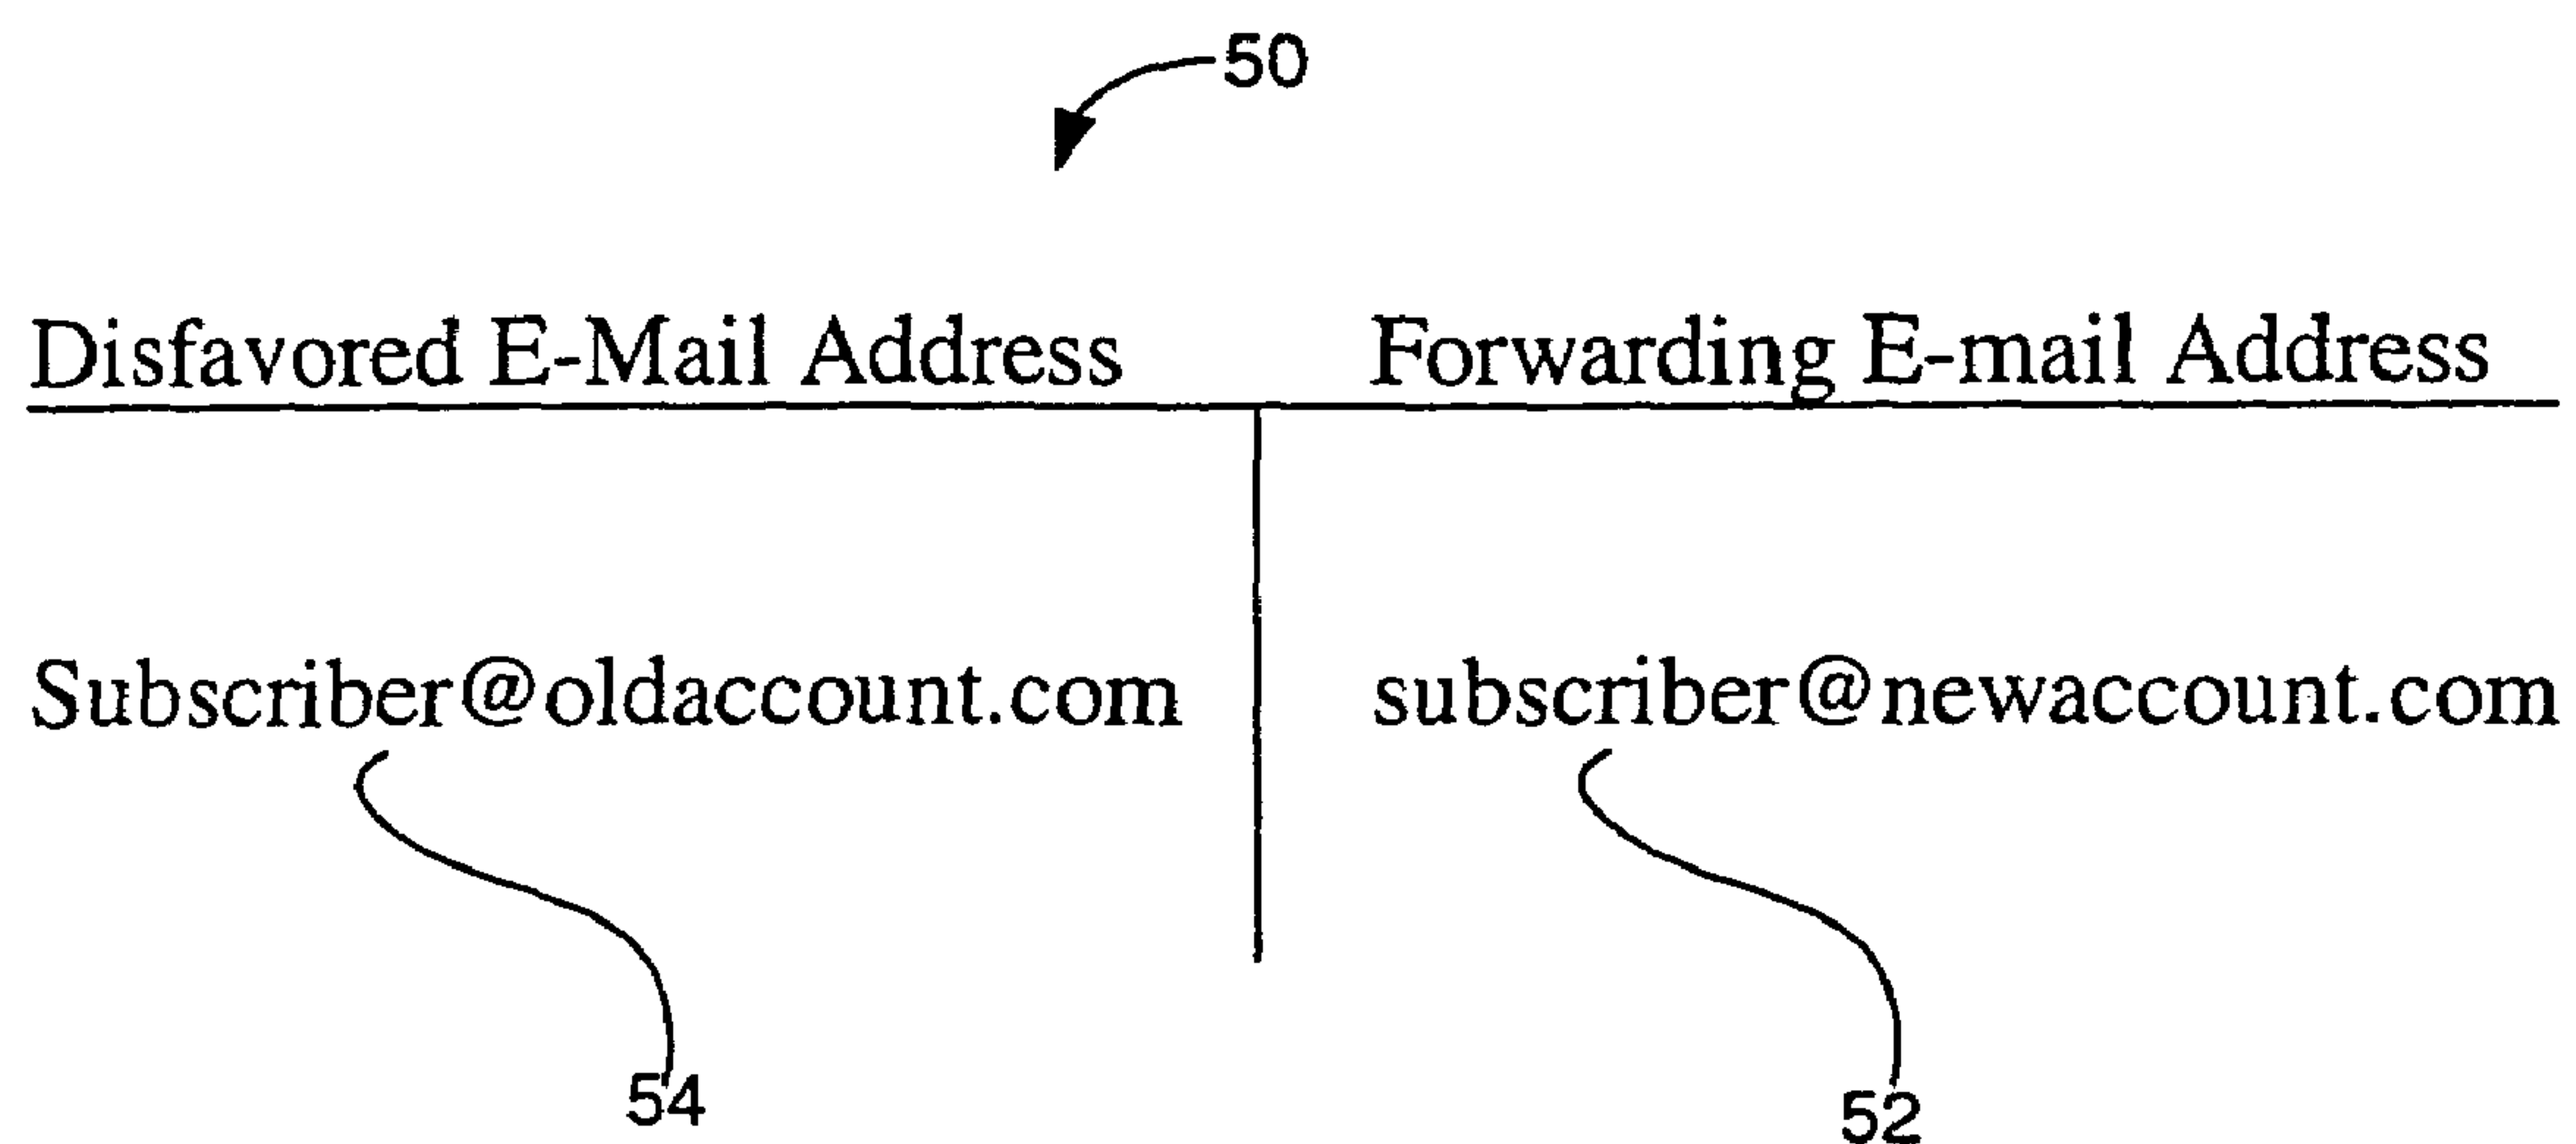 50
Disfavored E-Mail Address Forwarding E-mail Address
Subscriber@oldaccount.com subscriber@newaccount.com
54 52